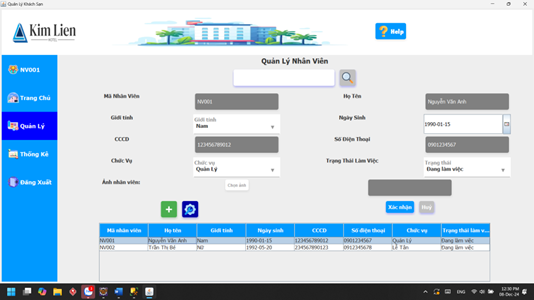 Quản Lý Khách Sạn
Kim Lien
HOTEL
Help
Quản Lý Nhân Viên
NV001
Trang Chủ
Quản Lý
Thống Kê
Đăng Xuất
Mã Nhân Viên
NV001
Họ Tên
Nguyễn Văn Anh
Giới tính
Giới tính
Nam
Ngày Sinh
1990-01-15
CCCD
123456789012
Số Điện Thoại
0901234567
Chức Vụ
Chức vụ
Quản Lý
Trạng Thái Làm Việc
Trạng thái
Đang làm việc
Ảnh nhân viên:
Chọn ảnh
Xác nhận
Huỷ
Mã nhân viên Họ tên Giới tính Ngày sinh CCCD Số điện thoại Chức vụ Trạng thái làm v...
NV001 Nguyễn Văn Anh Nam 1990-01-15 123456789012 0901234567 Quản Lý Đang làm việc
NV002 Trần Thị Bé Nữ 1992-05-20 234567890123 0912345678 Lễ Tân Đang làm việc
ENG
12:30 PM
08-Dec-24